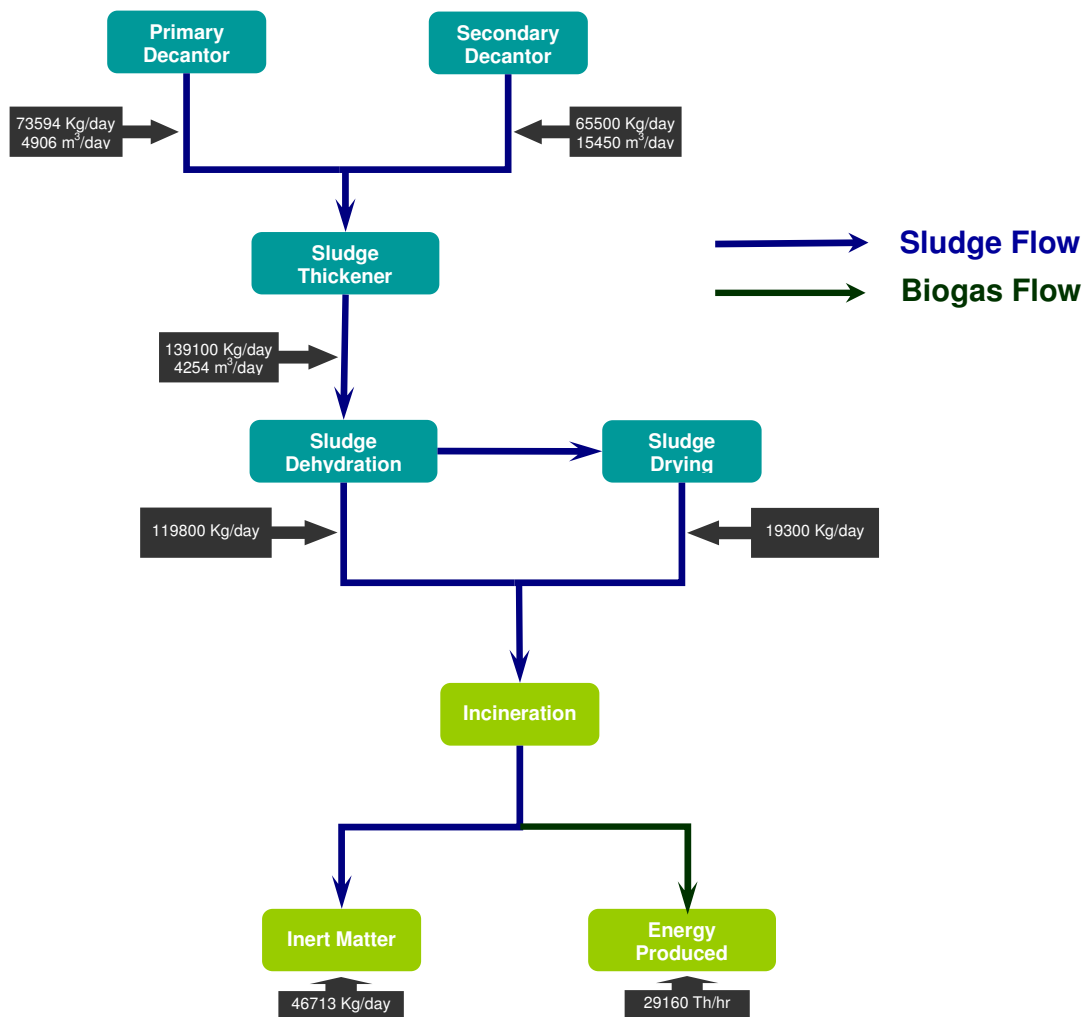 Primary
Decantor
Secondary
Decantor
73594 Kg/day
4906 m³/day
65500 Kg/day
15450 m³/day
Sludge
Thickener
Sludge Flow
Biogas Flow
139100 Kg/day
4254 m³/day
Sludge
Dehydration
Sludge
Drying
119800 Kg/day
19300 Kg/day
Incineration
Inert Matter
Energy
Produced
46713 Kg/day
29160 Th/hr